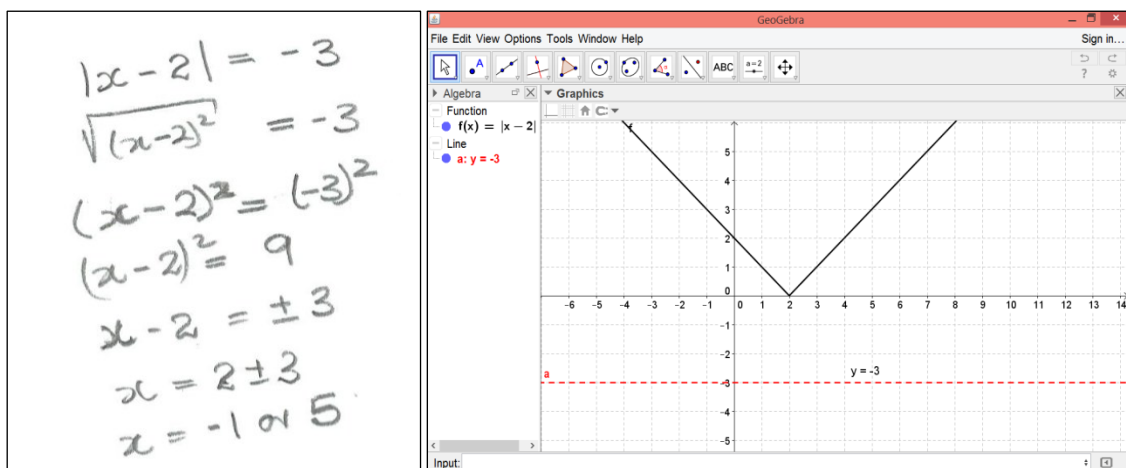 |x - 2| = -3
√(x-2)² = -3
(x-2)² = (-3)²
(x-2)² = 9
x - 2 = ± 3
x = 2 ± 3
x = -1 or 5
GeoGebra
File Edit View Options Tools Window Help
Sign in...
A
ABC
a=2
?
Algebra
Graphics
Function
f(x) = |x − 2|
Line
a: y = -3
C:
f
5
4
3
2
1
0
-6 -5 -4 -3 -2 -1 0 1 2 3 4 5 6 7 8 9 10 11 12 13 14
-1
-2
a
y = -3
-3
-4
-5
Input: